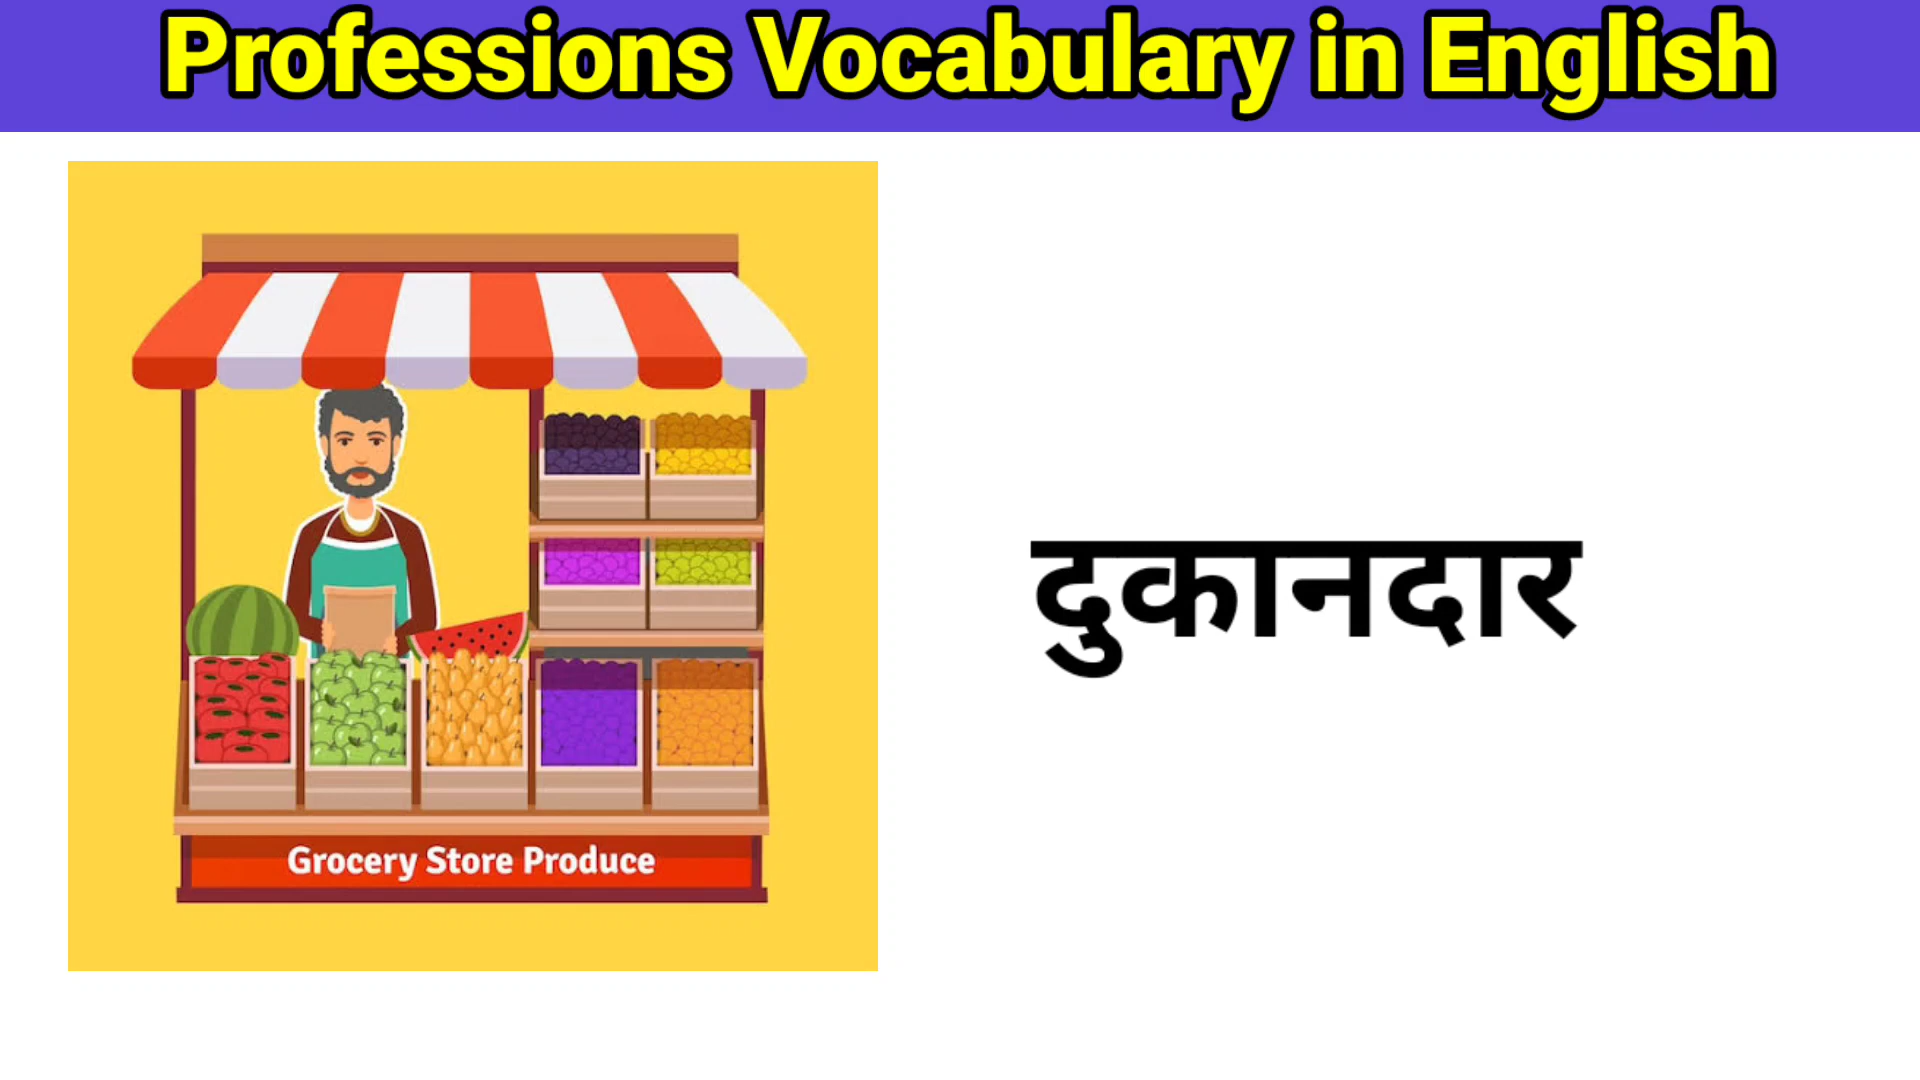 Professions Vocabulary in English
दुकानदार
Grocery Store Produce